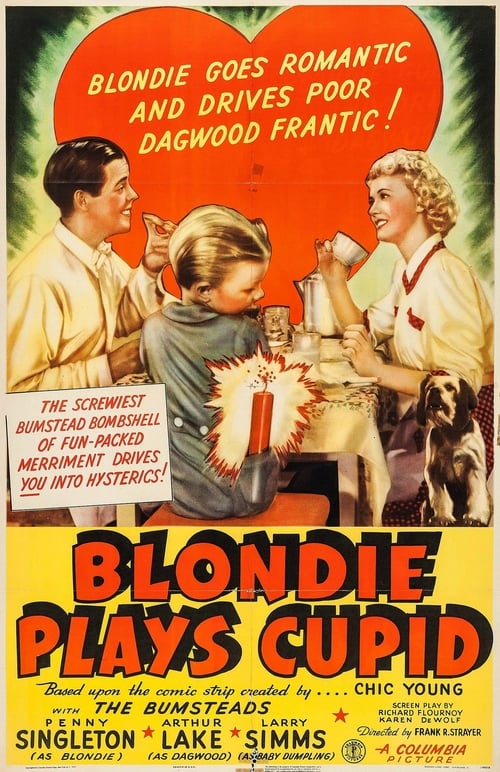 BLONDIE GOES ROMANTIC
AND DRIVES POOR
DAGWOOD FRANTIC!
THE SCREWIEST
BUMSTEAD BOMBSHELL
OF FUN-PACKED
MERRIMENT DRIVES
YOU INTO HYSTERICS!
BLONDIE
PLAYS CUPID
Based upon the comic strip created by .... CHIC YOUNG
WITH THE BUMSTEADS
PENNY SINGLETON (AS BLONDIE)
ARTHUR LAKE (AS DAGWOOD)
LARRY SIMMS (AS BABY DUMPLING)
SCREEN PLAY BY
RICHARD FLOURNOY
KAREN DE WOLF
Directed by FRANK R. STRAYER
A COLUMBIA
PICTURE